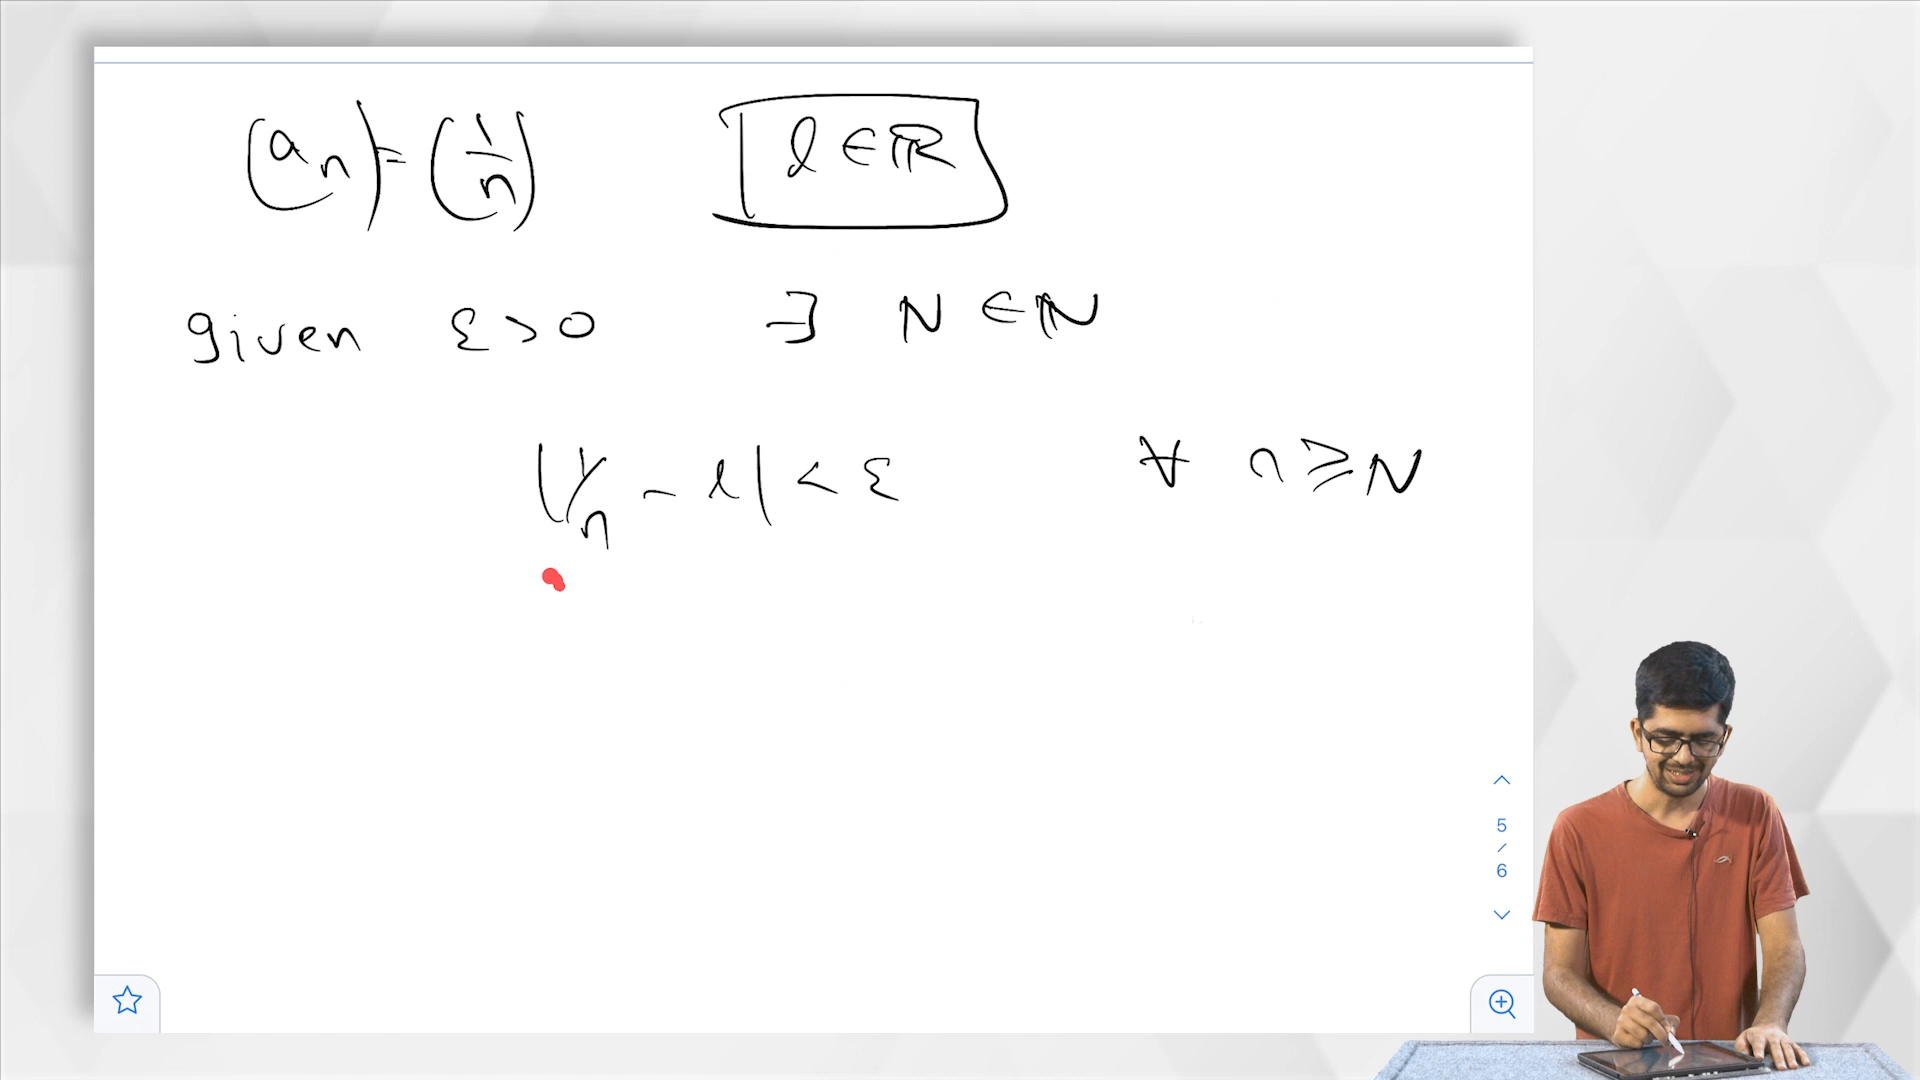 (aₙ) = (1/n) l ∈ ℝ
given ε > 0 ∃ N ∈ ℕ
|1/n - l| < ε ∀ n ⩾ N
5
/
6